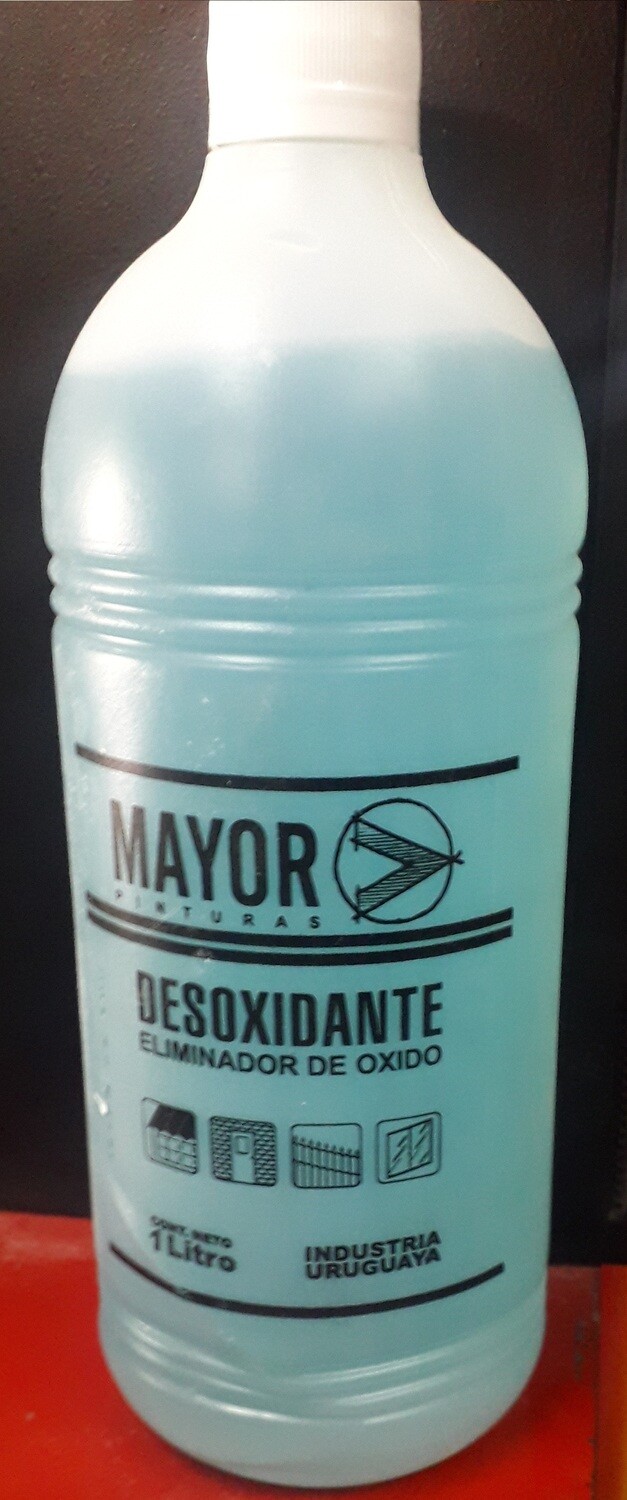 MAYOR
PINTURAS
DESOXIDANTE
ELIMINADOR DE OXIDO
CONT. NETO
1 Litro
INDUSTRIA
URUGUAYA